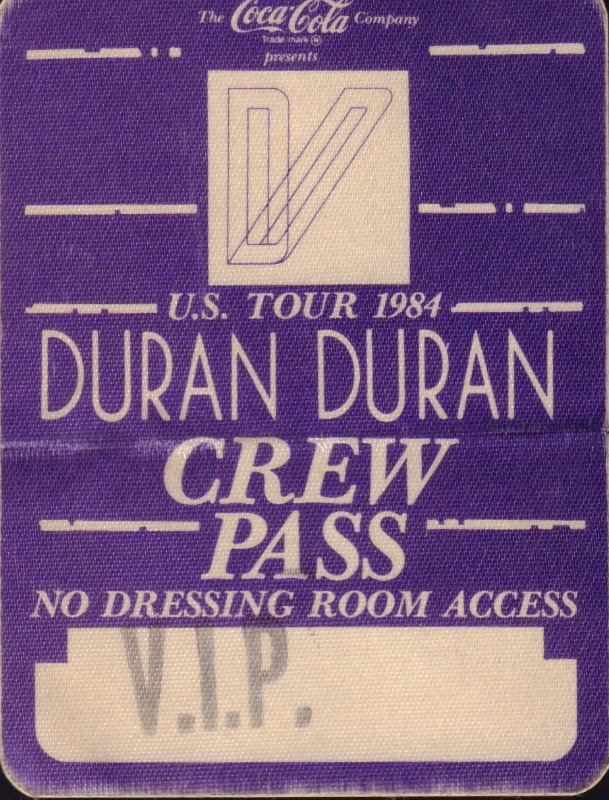 The Coca-Cola Company
Trade mark ®
presents
U.S. TOUR 1984
DURAN DURAN
CREW
PASS
NO DRESSING ROOM ACCESS
V.I.P.